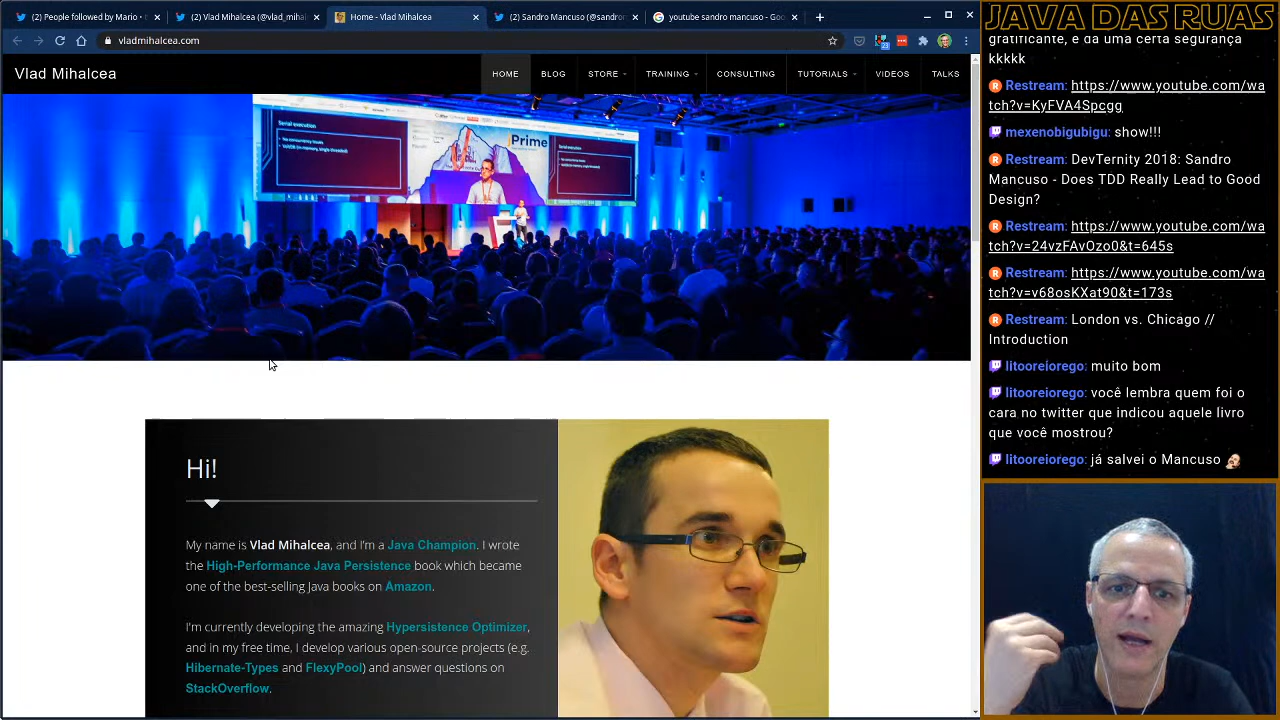 (2) People followed by Mario •
(2) Vlad Mihalcea (@vlad_mihal
Home - Vlad Mihalcea
(2) Sandro Mancuso (@sandro
youtube sandro mancuso - Goo
vladmihalcea.com
23
Vlad Mihalcea
HOME
BLOG
STORE
TRAINING
CONSULTING
TUTORIALS
VIDEOS
TALKS
Serial execution
Prime
Serial execution
Hi!
My name is Vlad Mihalcea, and I'm a Java Champion. I wrote
the High-Performance Java Persistence book which became
one of the best-selling Java books on Amazon.
I'm currently developing the amazing Hypersistence Optimizer,
and in my free time, I develop various open-source projects (e.g.
Hibernate-Types and FlexyPool) and answer questions on
StackOverflow.
JAVA DAS RUAS
gratificante, e da uma certa segurança
kkkkk
Restream: https://www.youtube.com/wa
tch?v=KyFVA4Spcgg
mexenobigubigu: show!!!
Restream: DevTernity 2018: Sandro
Mancuso - Does TDD Really Lead to Good
Design?
Restream: https://www.youtube.com/wa
tch?v=24vzFAvOzo0&t=645s
Restream: https://www.youtube.com/wa
tch?v=v68osKXat90&t=173s
Restream: London vs. Chicago //
Introduction
litooreiorego: muito bom
litooreiorego: você lembra quem foi o
cara no twitter que indicou aquele livro
que você mostrou?
litooreiorego: já salvei o Mancuso